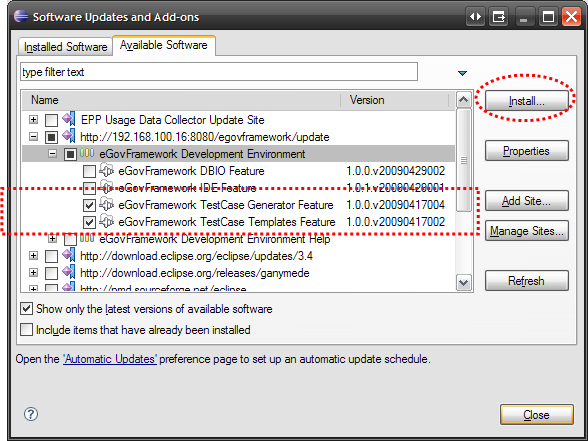 Software Updates and Add-ons
Installed Software
Available Software
type filter text
Name Version
EPP Usage Data Collector Update Site
http://192.168.100.16:8080/egovframework/update
eGovFramework Development Environment
eGovFramework DBIO Feature 1.0.0.v20090429002
eGovFramework IDE Feature 1.0.1.v20090429001
eGovFramework TestCase Generator Feature 1.0.0.v20090417004
eGovFramework TestCase Templates Feature 1.0.0.v20090417002
eGovFramework Development Environment Help
http://download.eclipse.org/eclipse/updates/3.4
http://download.eclipse.org/releases/ganymede
http://pmd.sourceforge.net/eclipse
Install...
Properties
Add Site...
Manage Sites...
Refresh
Show only the latest versions of available software
Include items that have already been installed
Open the 'Automatic Updates' preference page to set up an automatic update schedule.
?
Close